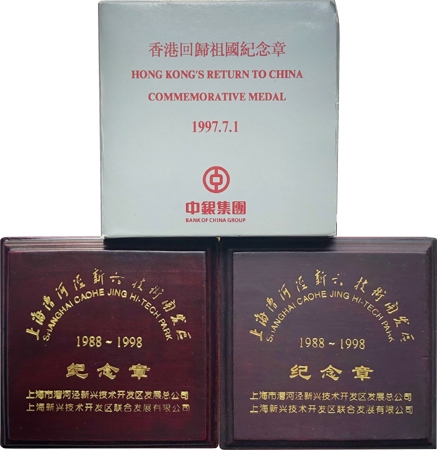 香港回歸祖國紀念章
HONG KONG'S RETURN TO CHINA
COMMEMORATIVE MEDAL
1997.7.1
中銀集團
BANK OF CHINA GROUP
上海漕河泾新兴技术开发区
SHANGHAI CAOHE JING HI-TECH PARK
1988~1998
纪念章
上海市漕河泾新兴技术开发区发展总公司
上海新兴技术开发区联合发展有限公司
上海漕河泾新兴技术开发区
SHANGHAI CAOHE JING HI-TECH PARK
1988~1998
纪念章
上海市漕河泾新兴技术开发区发展总公司
上海新兴技术开发区联合发展有限公司